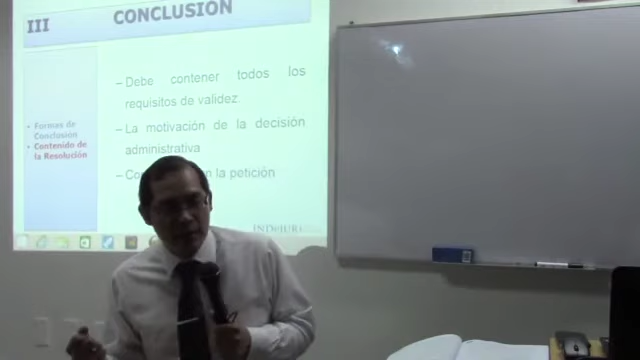 III
CONCLUSIÓN
– Debe contener todos los
requisitos de validez
– La motivación de la decisión
administrativa
la petición
• Formas de
Conclusión
• Contenido de
la Resolución